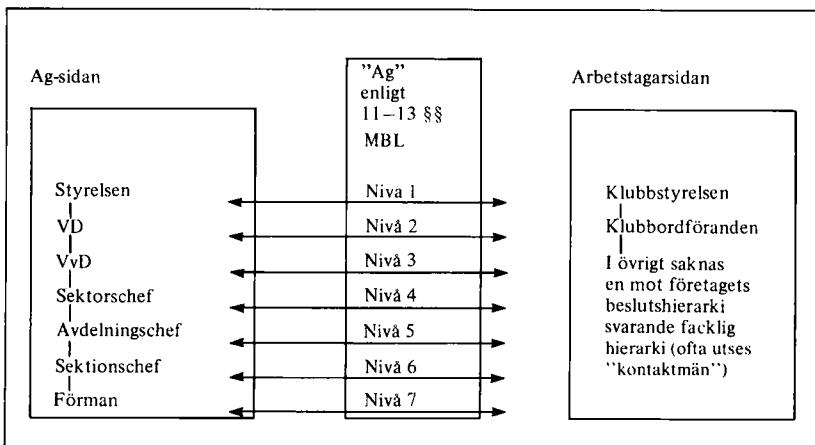 Ag-sidan
Styrelsen
VD
VvD
Sektorschef
Avdelningschef
Sektionschef
Förman
”Ag”
enligt
11–13 §§
MBL
Niva 1
Nivå 2
Nivå 3
Nivå 4
Nivå 5
Nivå 6
Nivå 7
Arbetstagarsidan
Klubbstyrelsen
Klubbordföranden
I övrigt saknas
en mot företagets
beslutshierarki
svarande facklig
hierarki (ofta utses
”kontaktmän”)